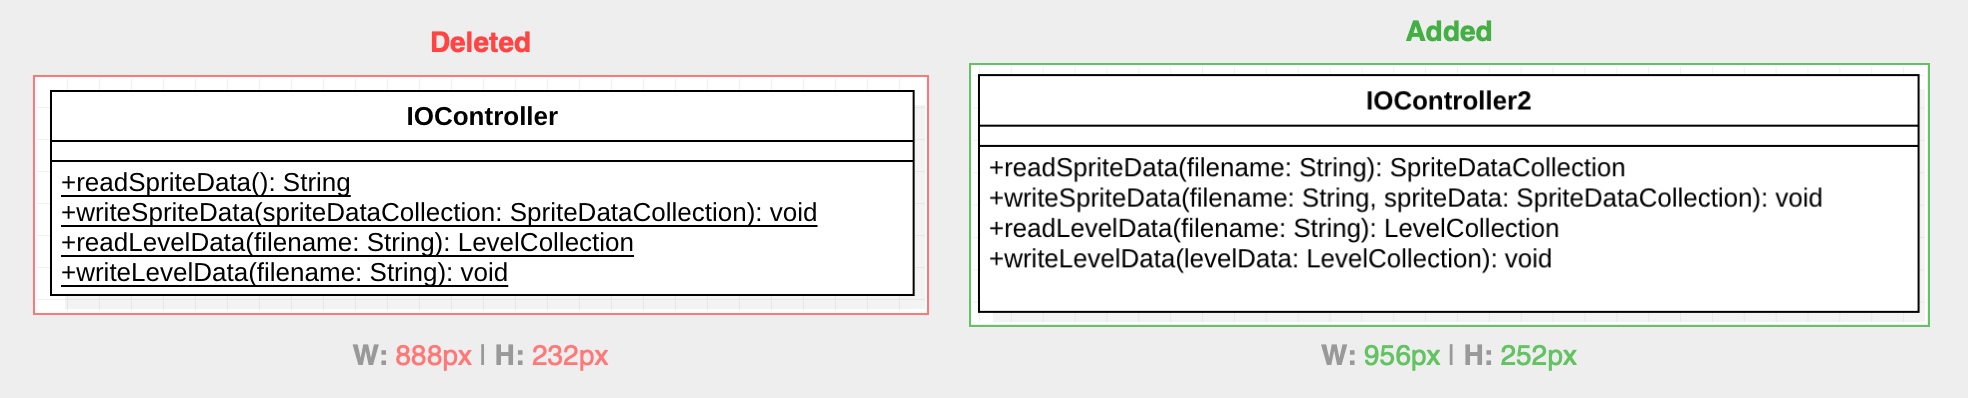 Deleted
IOController
+readSpriteData(): String
+writeSpriteData(spriteDataCollection: SpriteDataCollection): void
+readLevelData(filename: String): LevelCollection
+writeLevelData(filename: String): void
W: 888px | H: 232px
Added
IOController2
+readSpriteData(filename: String): SpriteDataCollection
+writeSpriteData(filename: String, spriteData: SpriteDataCollection): void
+readLevelData(filename: String): LevelCollection
+writeLevelData(levelData: LevelCollection): void
W: 956px | H: 252px